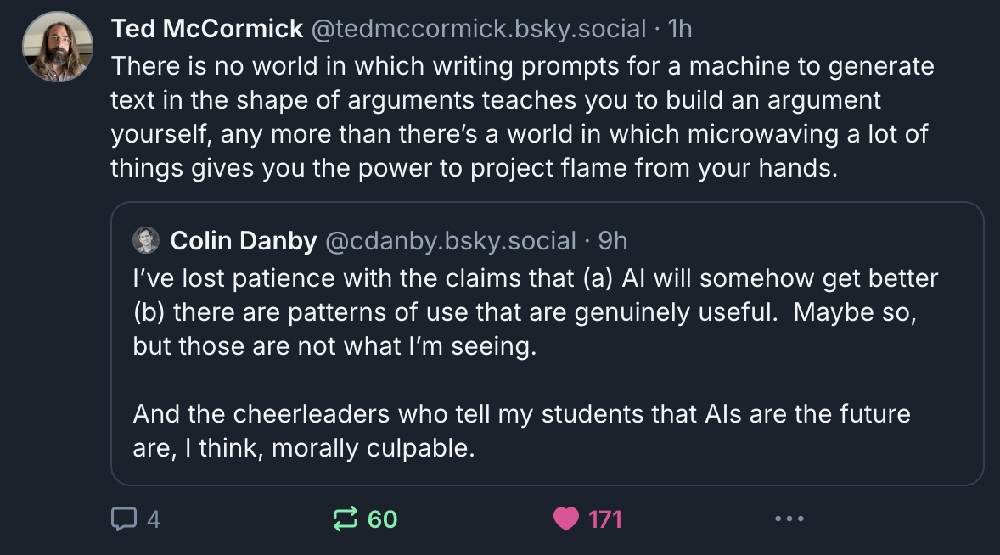 Ted McCormick @tedmccormick.bsky.social · 1h
There is no world in which writing prompts for a machine to generate
text in the shape of arguments teaches you to build an argument
yourself, any more than there’s a world in which microwaving a lot of
things gives you the power to project flame from your hands.
Colin Danby @cdanby.bsky.social · 9h
I’ve lost patience with the claims that (a) AI will somehow get better
(b) there are patterns of use that are genuinely useful.  Maybe so,
but those are not what I’m seeing.
And the cheerleaders who tell my students that AIs are the future
are, I think, morally culpable.
4 60 171